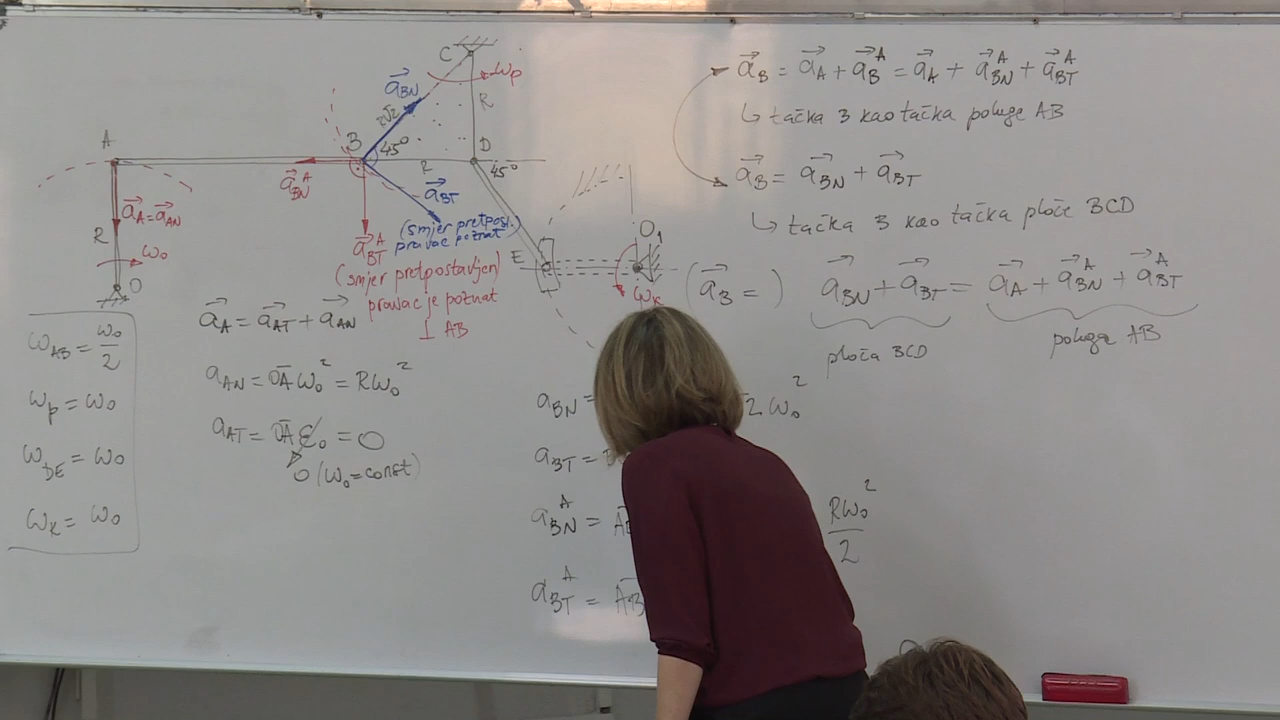 C
ωp
a⃗BN
R√2
R
B
45°
A
D
45°
R
a⃗BN^A
a⃗BT
a⃗A = a⃗AN
R
ω₀
O
a⃗BT^A
(smjer pretpostavljen)
pravac je poznat
⊥ AB
(smjer pretposl.
pravac poznat)
E
O₁
ωK
ωAB = ω₀/2
ωp = ω₀
ωDE = ω₀
ωK = ω₀
a⃗A = a⃗AT + a⃗AN
aAN = O̅A̅ ω₀² = Rω₀²
aAT = O̅A̅ ε₀ = 0
0 (ω₀ = const)
a⃗B = a⃗A + a⃗B^A = a⃗A + a⃗BN^A + a⃗BT^A
↳ tačka B kao tačka poluge AB
a⃗B = a⃗BN + a⃗BT
↳ tačka B kao tačka ploče BCD
(a⃗B = ) a⃗BN + a⃗BT = a⃗A + a⃗BN^A + a⃗BT^A
ploča BCD
poluga AB
aBN = 2 ω₀²
aBT =
aBN^A = Rω₀²/2
aBT^A = A̅B̅